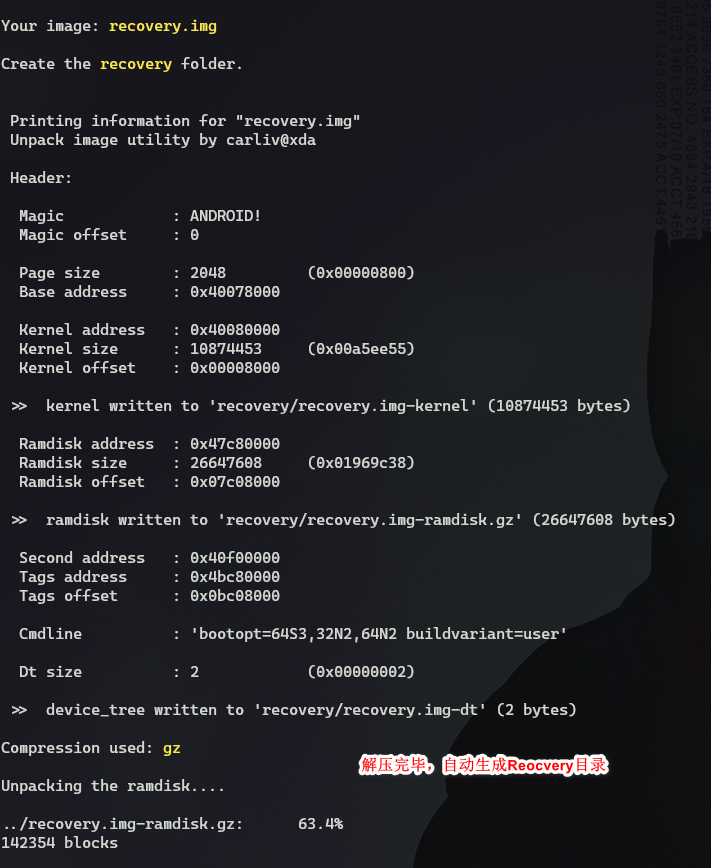 Your image: recovery.img
Create the recovery folder.
Printing information for "recovery.img"
Unpack image utility by carliv@xda
Header:
Magic : ANDROID!
Magic offset : 0
Page size : 2048 (0x00000800)
Base address : 0x40078000
Kernel address : 0x40080000
Kernel size : 10874453 (0x00a5ee55)
Kernel offset : 0x00008000
>> kernel written to 'recovery/recovery.img-kernel' (10874453 bytes)
Ramdisk address : 0x47c80000
Ramdisk size : 26647608 (0x01969c38)
Ramdisk offset : 0x07c08000
>> ramdisk written to 'recovery/recovery.img-ramdisk.gz' (26647608 bytes)
Second address : 0x40f00000
Tags address : 0x4bc80000
Tags offset : 0x0bc08000
Cmdline : 'bootopt=64S3,32N2,64N2 buildvariant=user'
Dt size : 2 (0x00000002)
>> device_tree written to 'recovery/recovery.img-dt' (2 bytes)
Compression used: gz
解压完毕，自动生成Reocvery目录
Unpacking the ramdisk....
../recovery.img-ramdisk.gz: 63.4%
142354 blocks